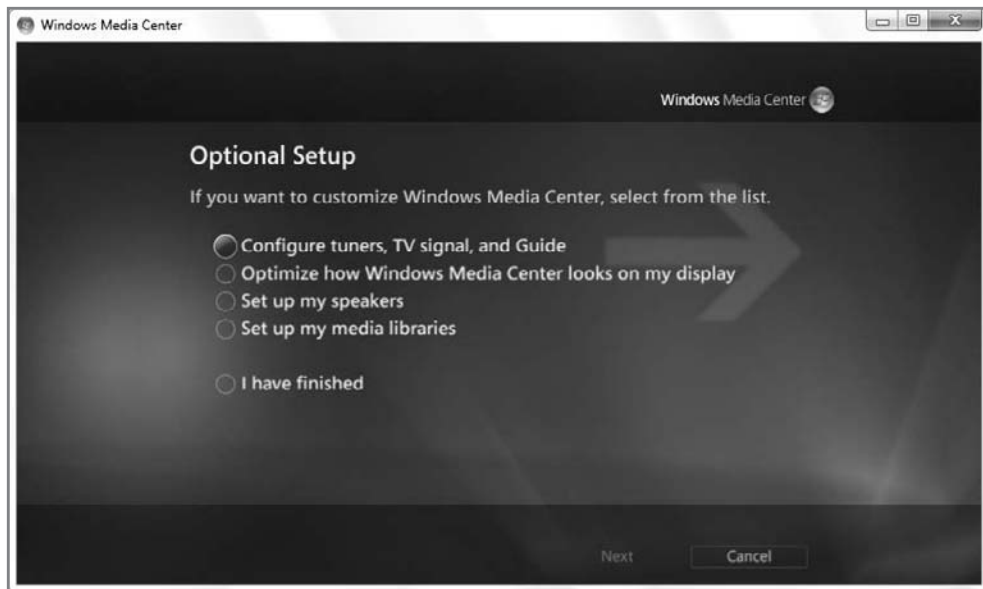 Windows Media Center
Windows Media Center
Optional Setup
If you want to customize Windows Media Center, select from the list.
Configure tuners, TV signal, and Guide
Optimize how Windows Media Center looks on my display
Set up my speakers
Set up my media libraries
I have finished
Next Cancel